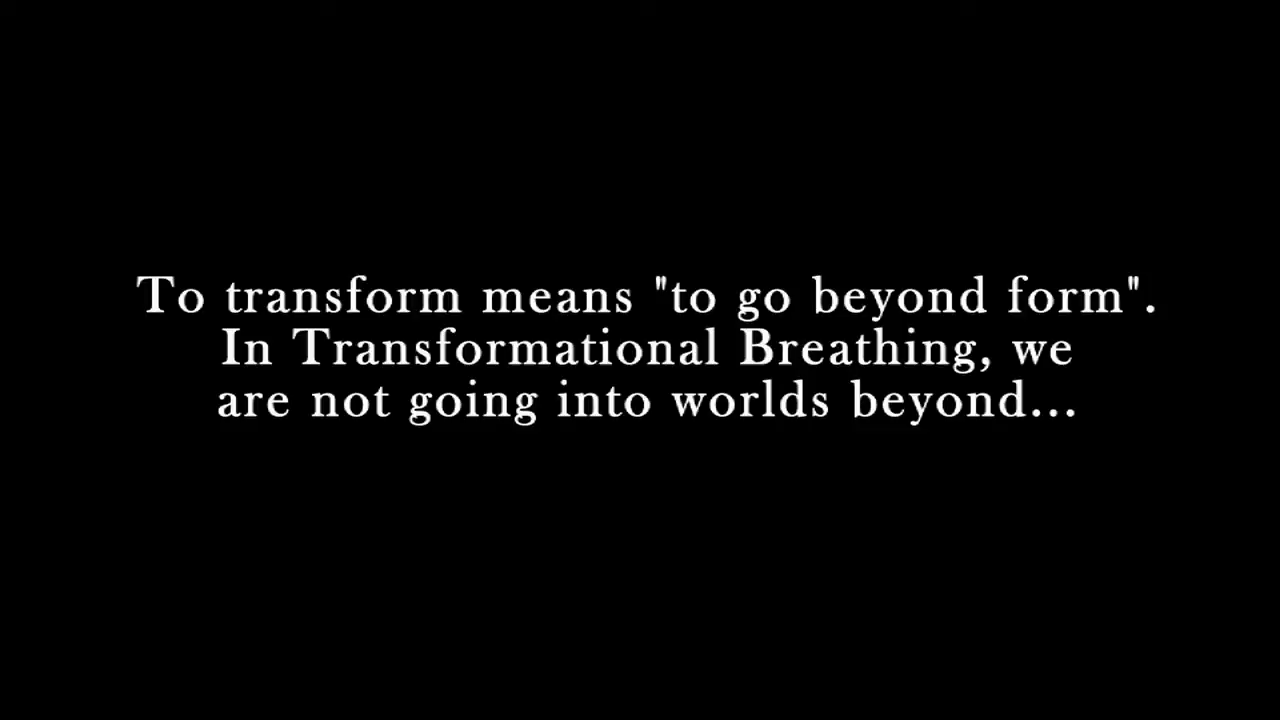 To transform means "to go beyond form".
In Transformational Breathing, we
are not going into worlds beyond...